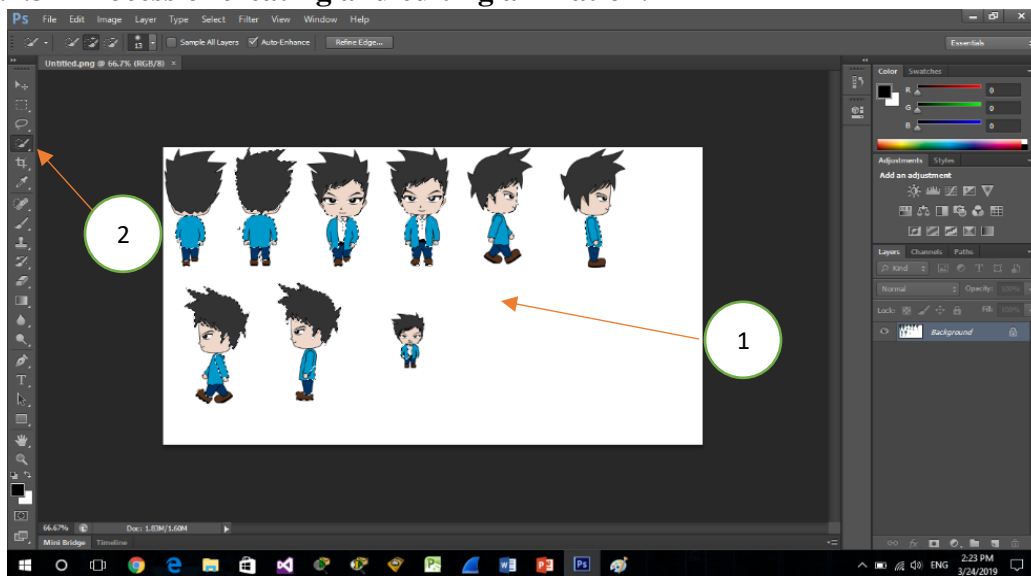 Ps File Edit Image Layer Type Select Filter View Window Help
13 Sample All Layers Auto-Enhance Refine Edge... Essentials
Untitled.png @ 66.7% (RGB/8) ×
Color Swatches
R 0
G 0
B 0
Adjustments Styles
Add an adjustment
2
Layers Channels Paths
Kind
Normal Opacity: 100%
Lock: Fill: 100%
1
Background
66.67% Doc: 1.83M/1.60M
Mini Bridge Timeline
ENG 2:23 PM
3/24/2019